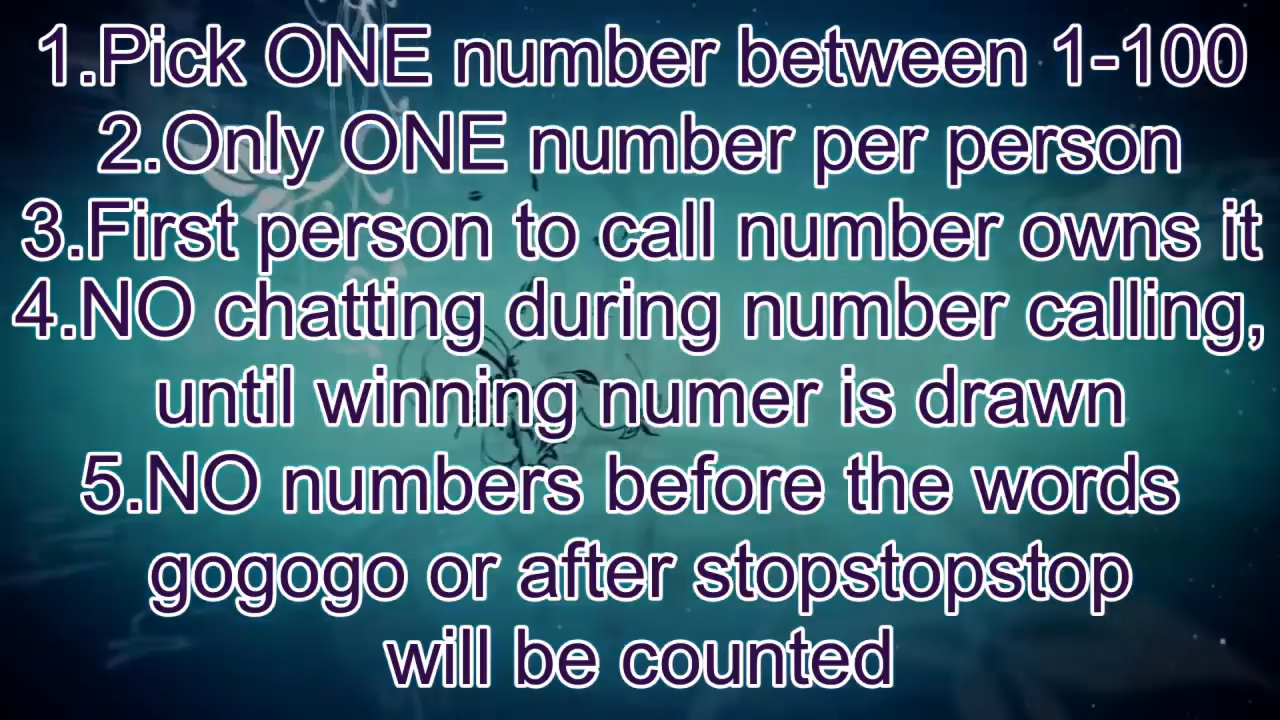 1.Pick ONE number between 1-100
2.Only ONE number per person
3.First person to call number owns it
4.NO chatting during number calling,
until winning numer is drawn
5.NO numbers before the words
gogogo or after stopstopstop
will be counted